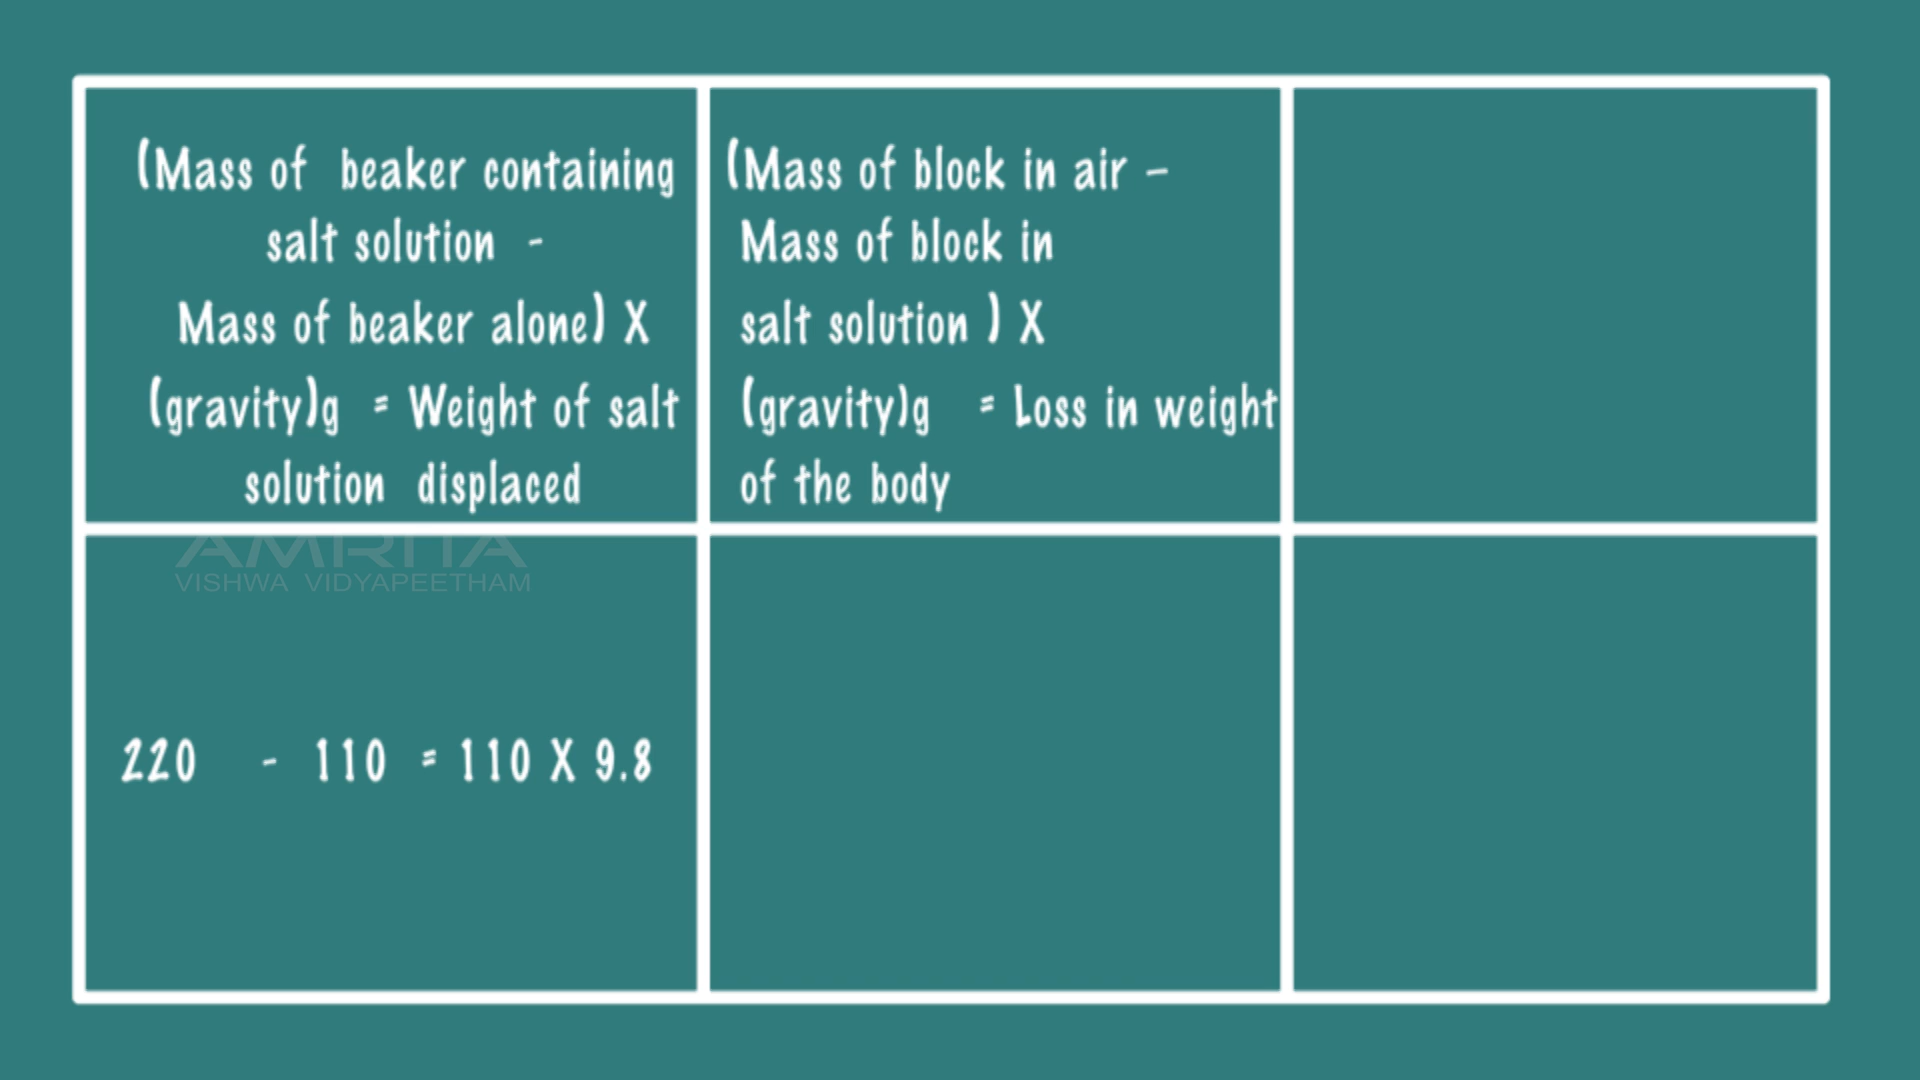 (Mass of beaker containing
salt solution -
Mass of beaker alone) X
(gravity)g = Weight of salt
solution displaced
(Mass of block in air –
Mass of block in
salt solution ) X
(gravity)g = Loss in weight
of the body
AMRITA
VISHWA VIDYAPEETHAM
220 - 110 = 110 X 9.8